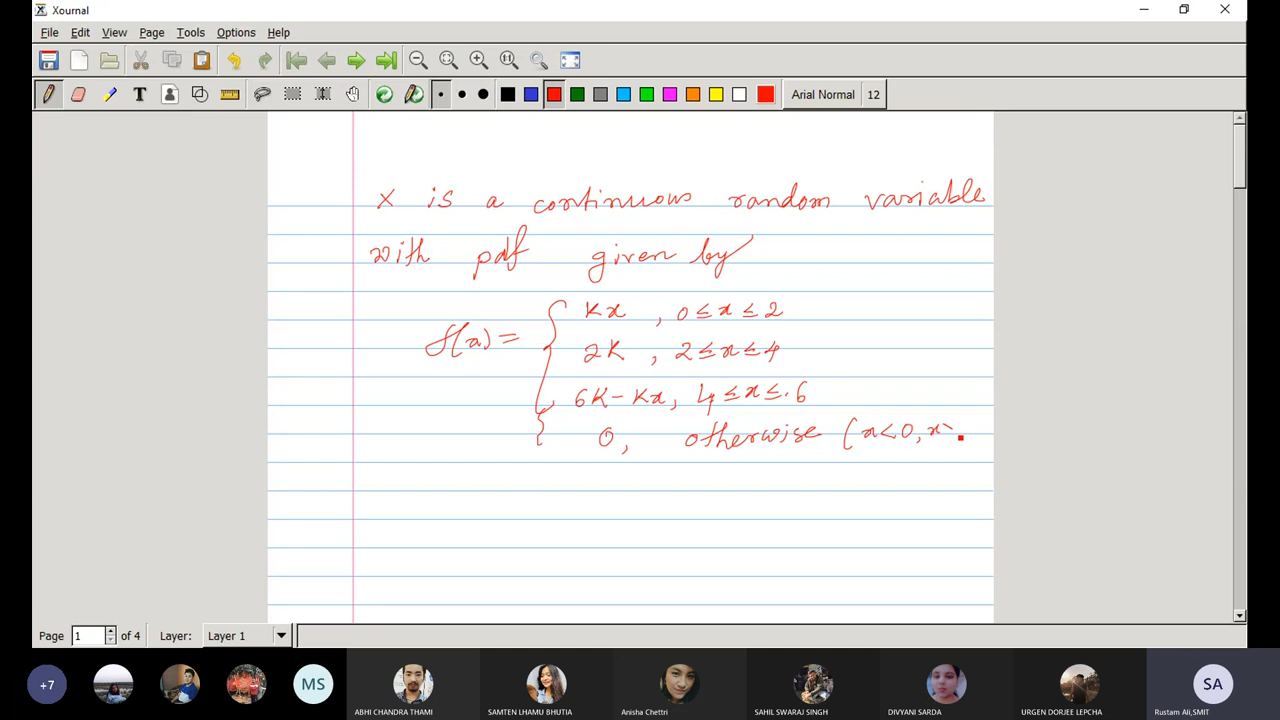 Xournal
File Edit View Page Tools Options Help
Arial Normal 12
X is a continuous random variable
with pdf given by
f(x) = { Kx , 0 ≤ x ≤ 2
2K , 2 ≤ x ≤ 4
6K - Kx, 4 ≤ x ≤ 6
0, otherwise (x<0, x>
Page 1 of 4 Layer: Layer 1
+7 MS SA
ABHI CHANDRA THAMI SAMTEN LHAMU BHUTIA Anisha Chettri SAHIL SWARAJ SINGH DIVYANI SARDA URGEN DORJEE LEPCHA Rustam Ali,SMIT